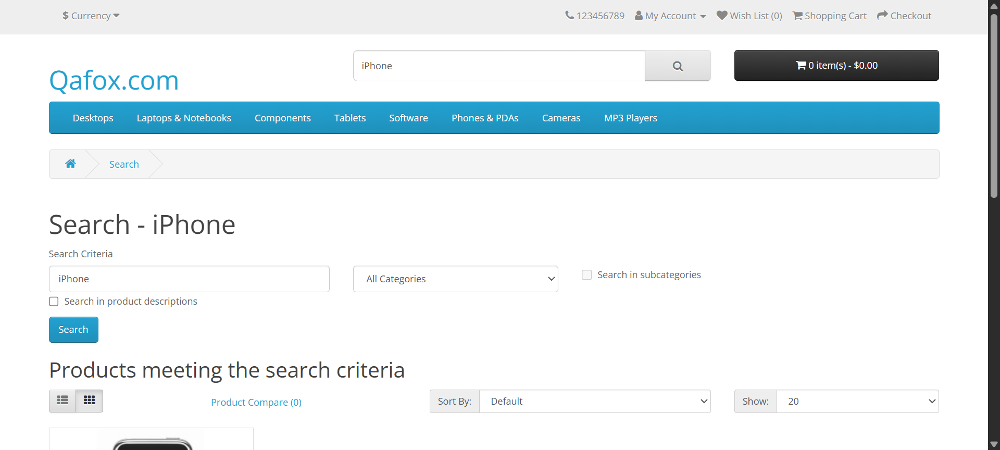 $ Currency
123456789 My Account Wish List (0) Shopping Cart Checkout
iPhone
0 item(s) - $0.00
Qafox.com
Desktops Laptops & Notebooks Components Tablets Software Phones & PDAs Cameras MP3 Players
Search
Search - iPhone
Search Criteria
iPhone All Categories Search in subcategories
Search in product descriptions
Search
Products meeting the search criteria
Product Compare (0) Sort By: Default Show: 20